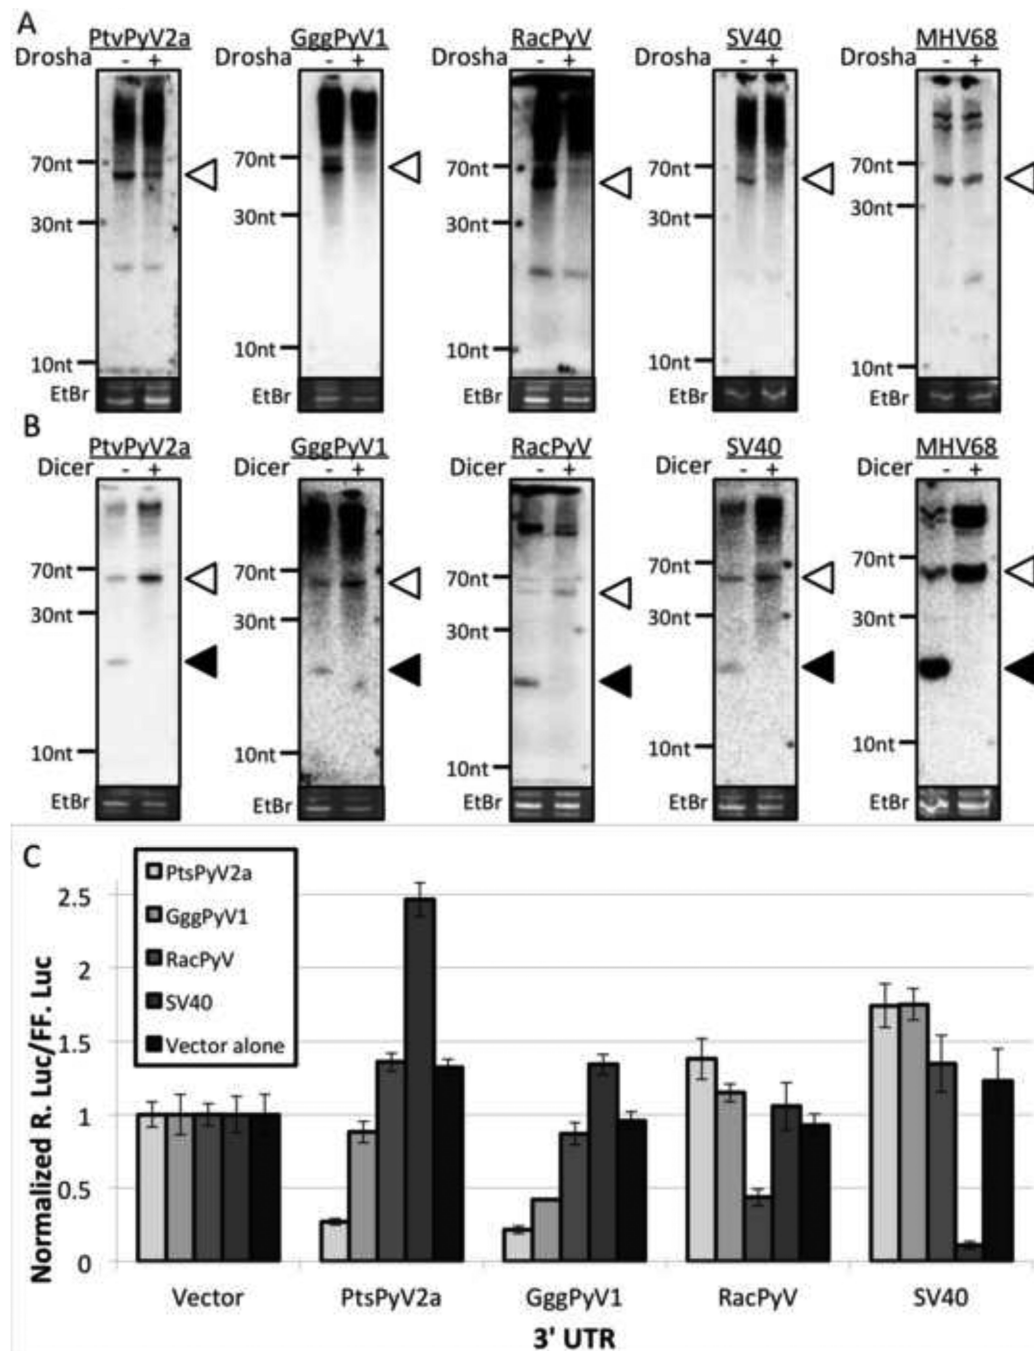 A
PtvPyV2a GggPyV1 RacPyV SV40 MHV68
Drosha - + Drosha - + Drosha - + Drosha - + Drosha - +
70nt 70nt 70nt 70nt 70nt
30nt 30nt 30nt 30nt 30nt
10nt 10nt 10nt 10nt 10nt
EtBr EtBr EtBr EtBr EtBr
B
PtvPyV2a GggPyV1 RacPyV SV40 MHV68
Dicer - + Dicer - + Dicer - + Dicer - + Dicer - +
70nt 70nt 70nt 70nt 70nt
30nt 30nt 30nt 30nt 30nt
10nt 10nt 10nt 10nt 10nt
EtBr EtBr EtBr EtBr EtBr
C
PtsPyV2a
GggPyV1
RacPyV
SV40
Vector alone
Normalized R. Luc/FF. Luc
2.5
2
1.5
1
0.5
0
Vector PtsPyV2a GggPyV1 RacPyV SV40
3' UTR